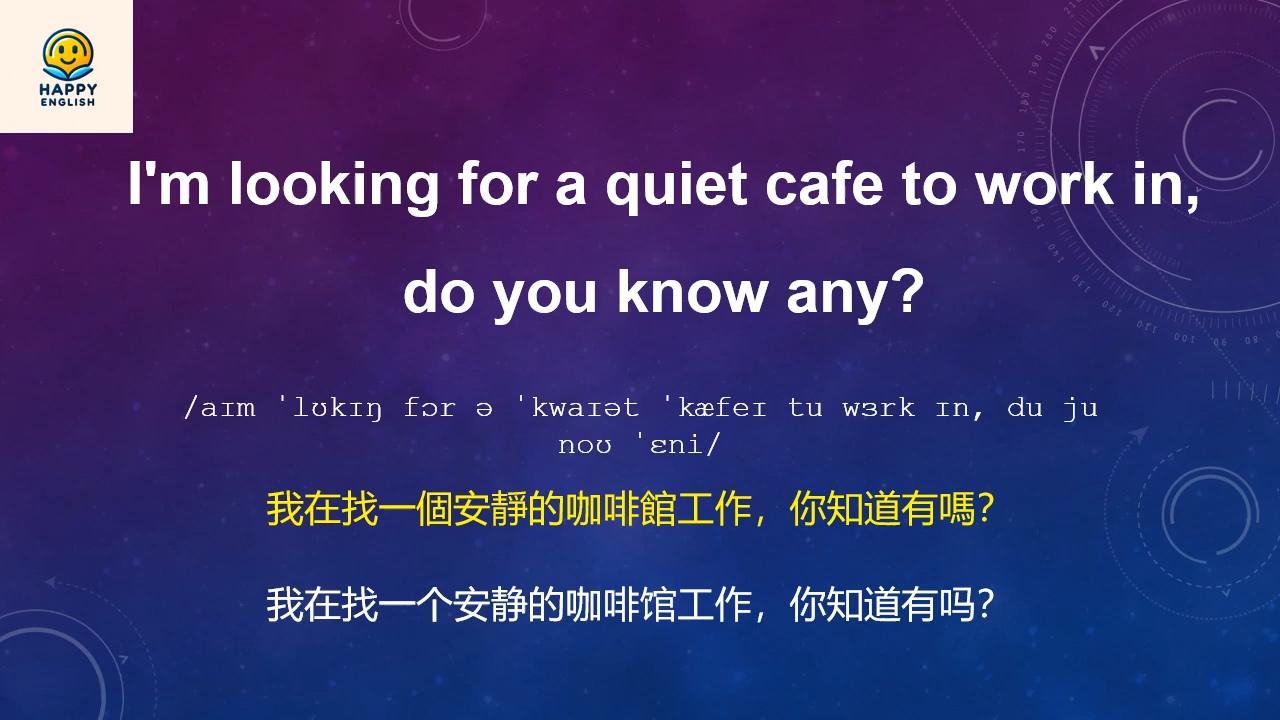 HAPPY
ENGLISH
I'm looking for a quiet cafe to work in,
do you know any?
/aɪm ˈlʊkɪŋ fɔr ə ˈkwaɪət ˈkæfeɪ tu wɜrk ɪn, du ju
noʊ ˈɛni/
我在找一個安靜的咖啡館工作，你知道有嗎？
我在找一个安静的咖啡馆工作，你知道有吗？